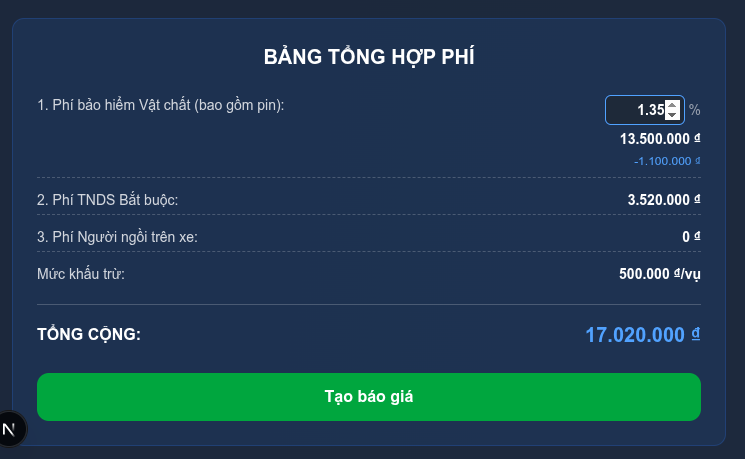 BẢNG TỔNG HỢP PHÍ
1. Phí bảo hiểm Vật chất (bao gồm pin): 1.35 %
13.500.000 ₫
-1.100.000 ₫
2. Phí TNDS Bắt buộc: 3.520.000 ₫
3. Phí Người ngồi trên xe: 0 ₫
Mức khấu trừ: 500.000 ₫/vụ
TỔNG CỘNG: 17.020.000 ₫
Tạo báo giá
N